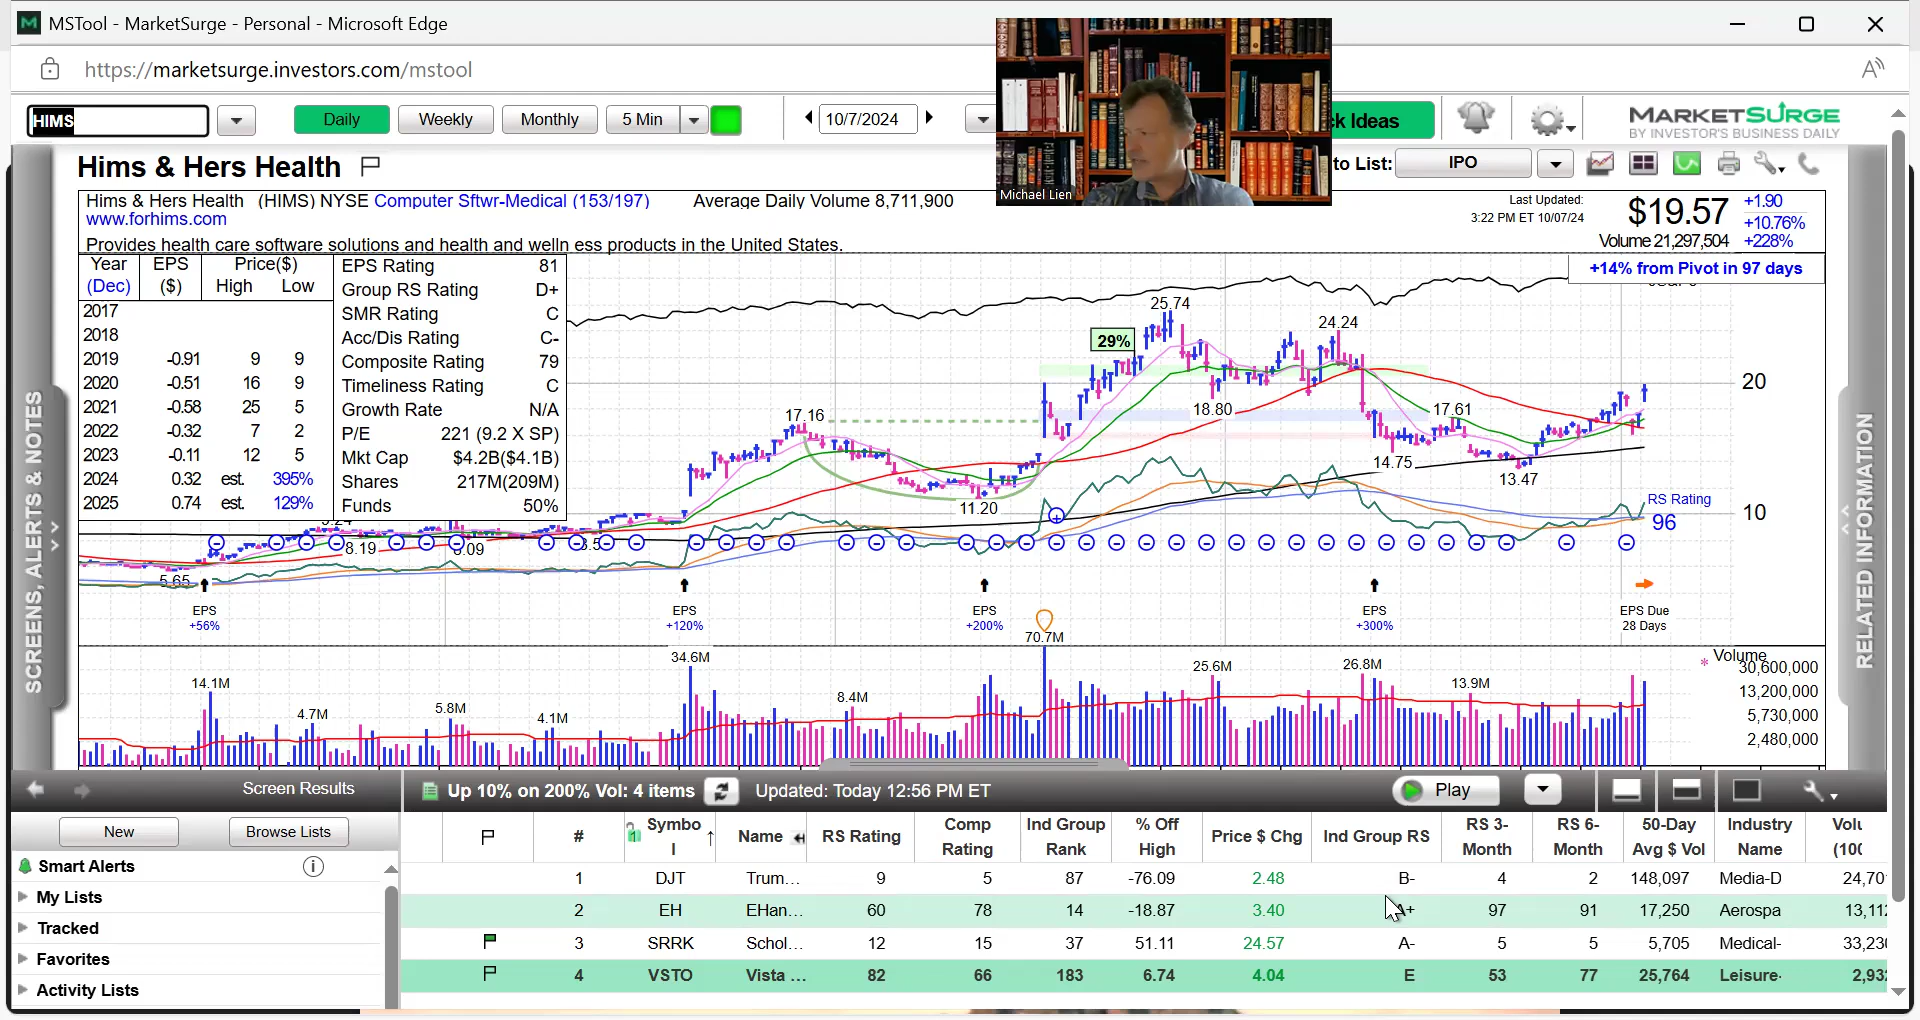 MSTool - MarketSurge - Personal - Microsoft Edge
https://marketsurge.investors.com/mstool
HIMS
Daily
Weekly
Monthly
5 Min
10/7/2024
ck Ideas
MARKETSURGE
BY INVESTOR'S BUSINESS DAILY
Michael Lien
Hims & Hers Health
to List:
IPO
Hims & Hers Health (HIMS) NYSE Computer Sftwr-Medical (153/197) Average Daily Volume 8,711,900
www.forhims.com
Provides health care software solutions and health and welln ess products in the United States.
Last Updated:
3:22 PM ET 10/07/24
$19.57
+1.90
+10.76%
Volume 21,297,504 +228%
+14% from Pivot in 97 days
Year EPS Price($)
(Dec) ($) High Low
2017
2018
2019 -0.91 9 9
2020 -0.51 16 9
2021 -0.58 25 5
2022 -0.32 7 2
2023 -0.11 12 5
2024 0.32 est. 395%
2025 0.74 est. 129%
EPS Rating 81
Group RS Rating D+
SMR Rating C
Acc/Dis Rating C-
Composite Rating 79
Timeliness Rating C
Growth Rate N/A
P/E 221 (9.2 X SP)
Mkt Cap $4.2B($4.1B)
Shares 217M(209M)
Funds 50%
25.74
29%
24.24
20
17.16
18.80
17.61
14.75
13.47
11.20
RS Rating
96
10
8.19
5.65
EPS
+56%
EPS
+120%
EPS
+200%
EPS
+300%
EPS Due
28 Days
70.7M
34.6M
14.1M
4.7M
5.8M
4.1M
8.4M
25.6M
26.8M
13.9M
* Volume
30,600,000
13,200,000
5,730,000
2,480,000
SCREENS, ALERTS & NOTES
RELATED INFORMATION
Screen Results
Up 10% on 200% Vol: 4 items
Updated: Today 12:56 PM ET
Play
New
Browse Lists
Smart Alerts
My Lists
Tracked
Favorites
Activity Lists
# Symbo l Name RS Rating Comp Rating Ind Group Rank % Off High Price $ Chg Ind Group RS RS 3-Month RS 6-Month 50-Day Avg $ Vol Industry Name Volu (100
1 DJT Trum... 9 5 87 -76.09 2.48 B- 4 2 148,097 Media-D 24,70
2 EH EHan... 60 78 14 -18.87 3.40 A+ 97 91 17,250 Aerospa 13,112
3 SRRK Schol... 12 15 37 51.11 24.57 A- 5 5 5,705 Medical- 33,230
4 VSTO Vista ... 82 66 183 6.74 4.04 E 53 77 25,764 Leisure- 2,932